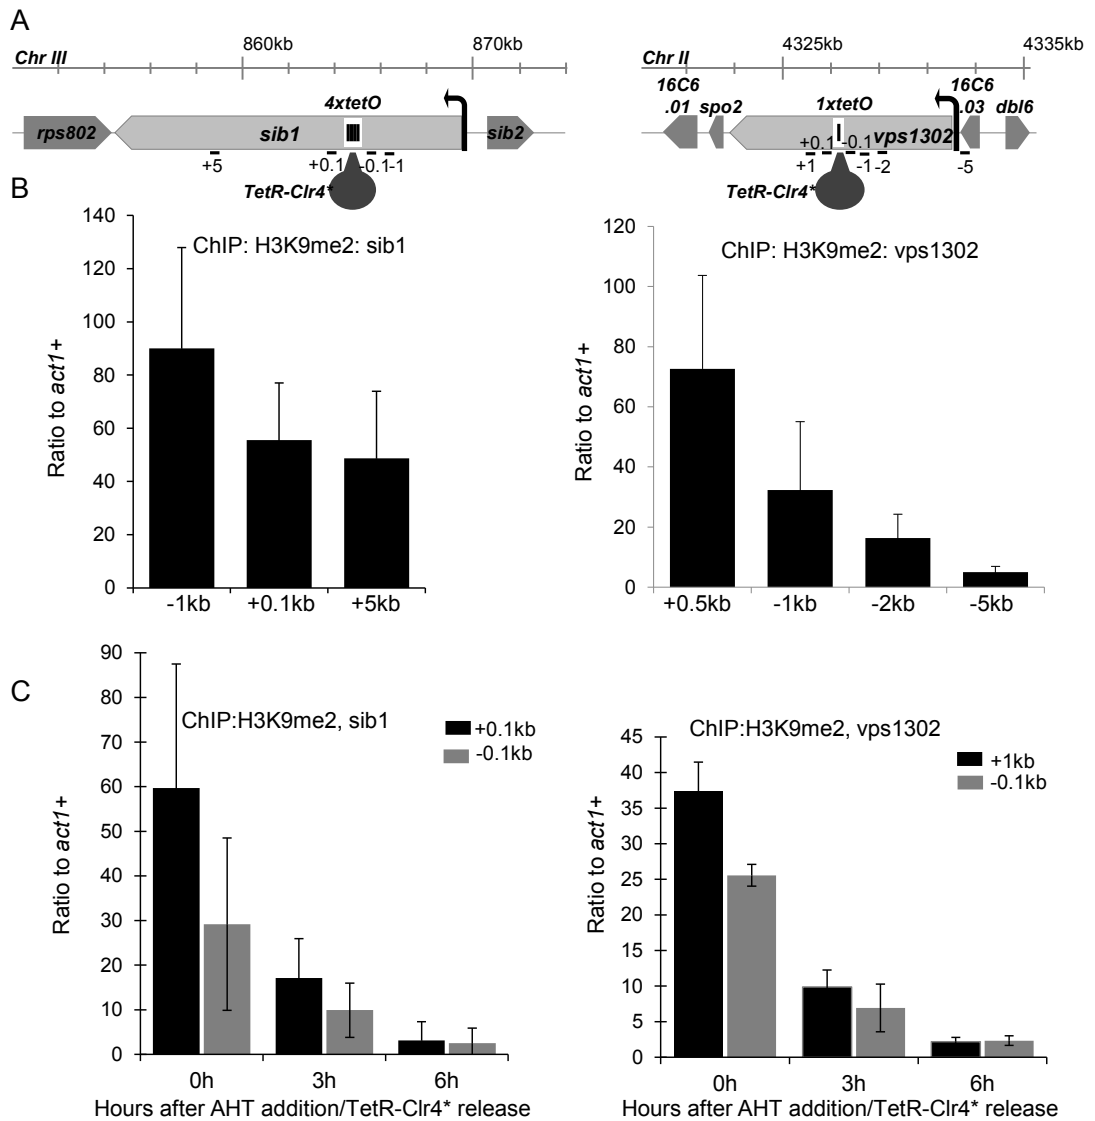 A
860kb 870kb
Chr III
4xtetO
rps802 sib1 sib2
+5 +0.1 -0.1 -1
TetR-Clr4*
4325kb 4335kb
Chr II
16C6 16C6
.01 spo2 1xtetO .03 dbl6
+0.1 -0.1 vps1302
+1 -1 -2 -5
TetR-Clr4*
B
ChIP: H3K9me2: sib1
Ratio to act1+
140
120
100
80
60
40
20
0
-1kb +0.1kb +5kb
ChIP: H3K9me2: vps1302
Ratio to act1+
120
100
80
60
40
20
0
+0.5kb -1kb -2kb -5kb
C
ChIP:H3K9me2, sib1
+0.1kb
-0.1kb
Ratio to act1+
90
80
70
60
50
40
30
20
10
0
0h 3h 6h
Hours after AHT addition/TetR-Clr4* release
ChIP:H3K9me2, vps1302
+1kb
-0.1kb
Ratio to act1+
45
40
35
30
25
20
15
10
5
0
0h 3h 6h
Hours after AHT addition/TetR-Clr4* release